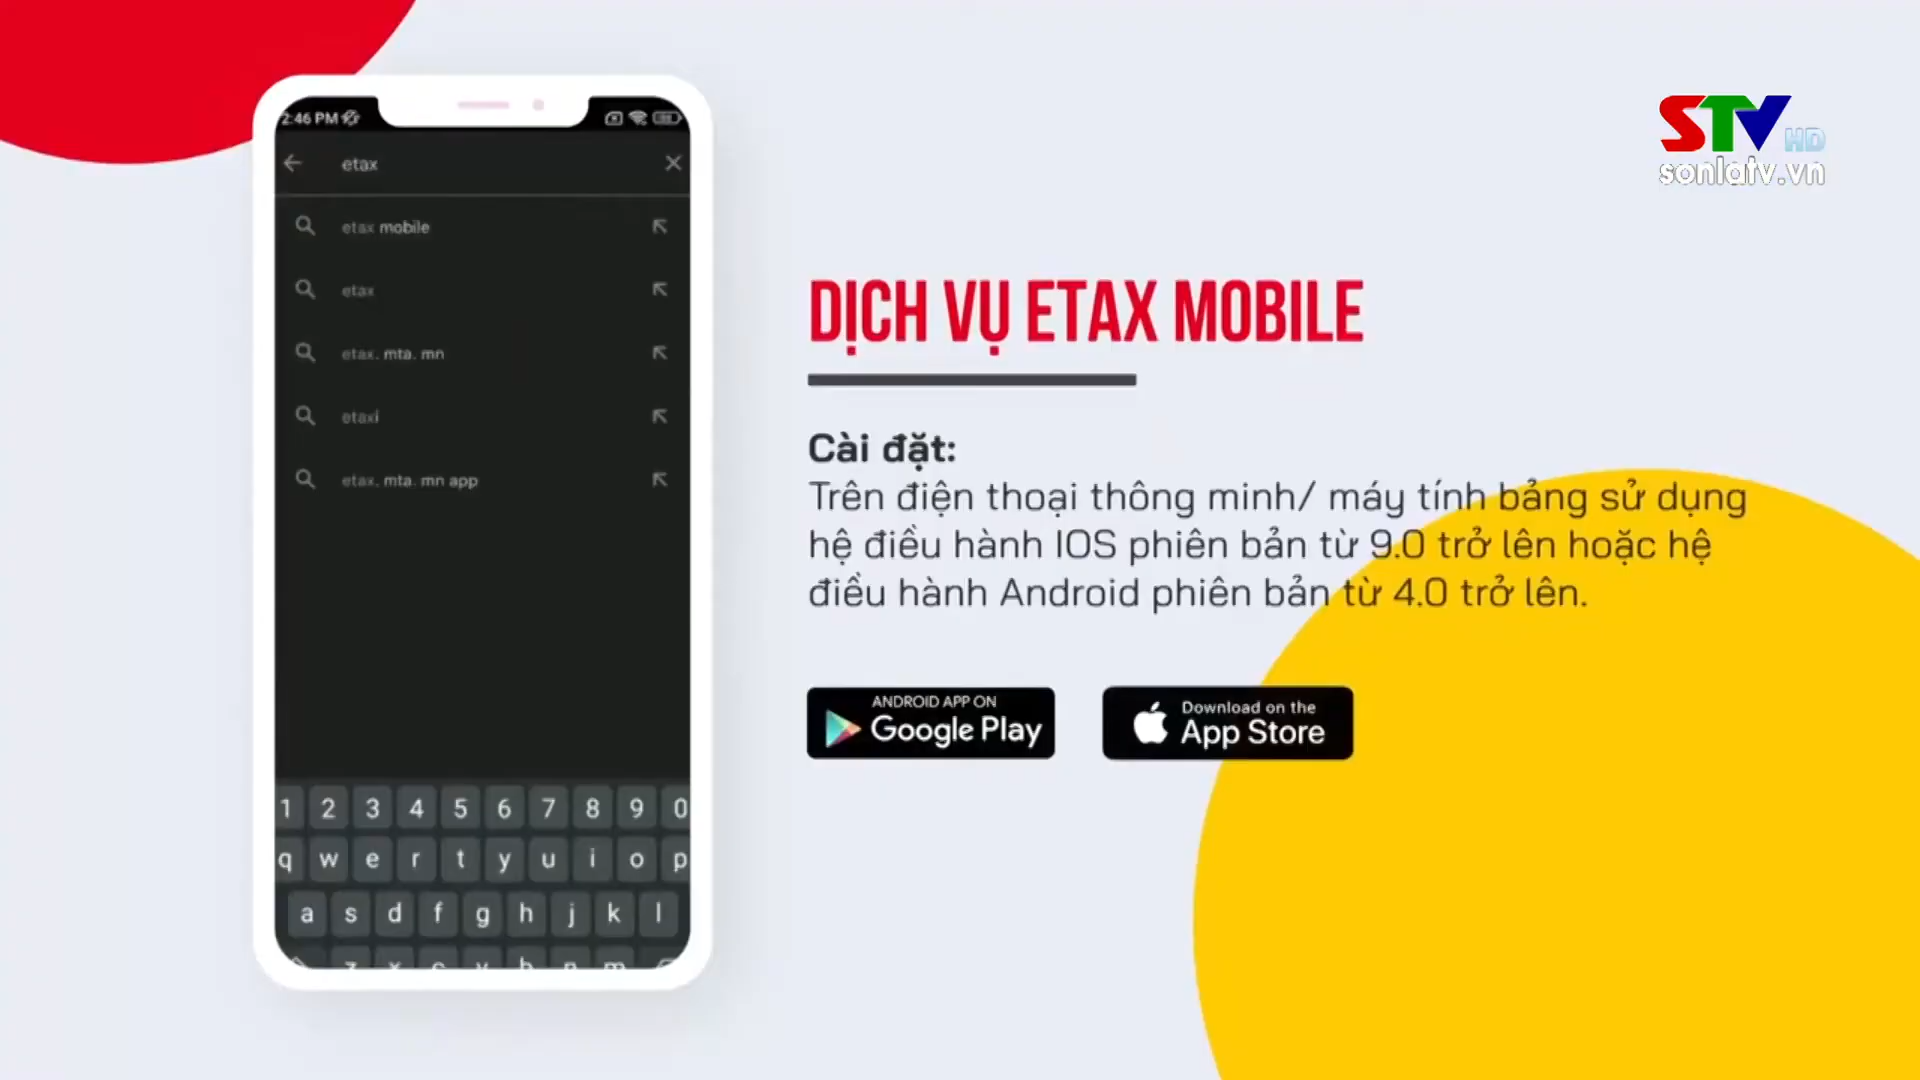 2:46 PM
etax
etax mobile
etax
etax. mta. mn
etaxi
etax. mta. mn app
1 2 3 4 5 6 7 8 9 0
q w e r t y u i o p
a s d f g h j k l
z x c v b n m
STV HD
sonlatv.vn
DỊCH VỤ ETAX MOBILE
Cài đặt:
Trên điện thoại thông minh/ máy tính bảng sử dụng
hệ điều hành IOS phiên bản từ 9.0 trở lên hoặc hệ
điều hành Android phiên bản từ 4.0 trở lên.
ANDROID APP ON
Google Play
Download on the
App Store